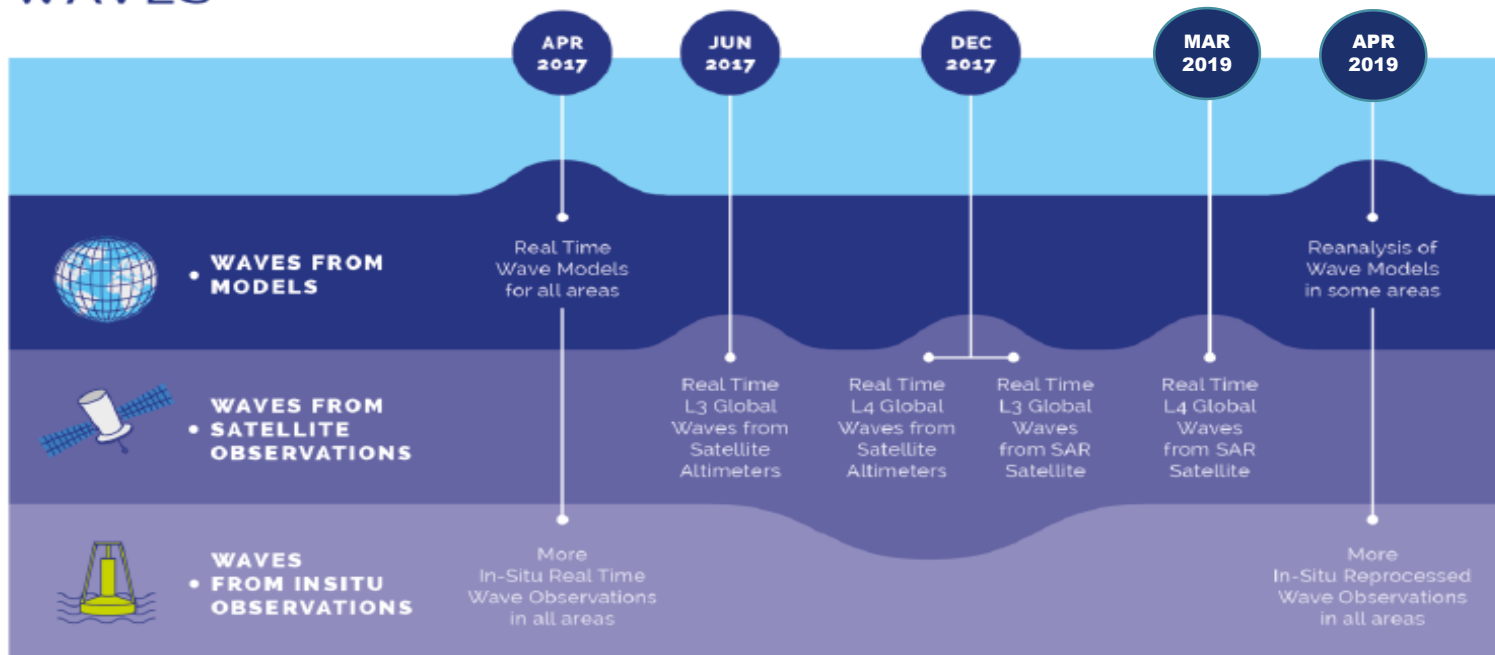 WAVES
APR
2017
JUN
2017
DEC
2017
MAR
2019
APR
2019
WAVES FROM
MODELS
Real Time
Wave Models
for all areas
Reanalysis of
Wave Models
in some areas
WAVES FROM
SATELLITE
OBSERVATIONS
Real Time
L3 Global
Waves from
Satellite
Altimeters
Real Time
L4 Global
Waves from
Satellite
Altimeters
Real Time
L3 Global
Waves
from SAR
Satellite
Real Time
L4 Global
Waves
from SAR
Satellite
WAVES
FROM INSITU
OBSERVATIONS
More
In-Situ Real Time
Wave Observations
in all areas
More
In-Situ Reprocessed
Wave Observations
in all areas